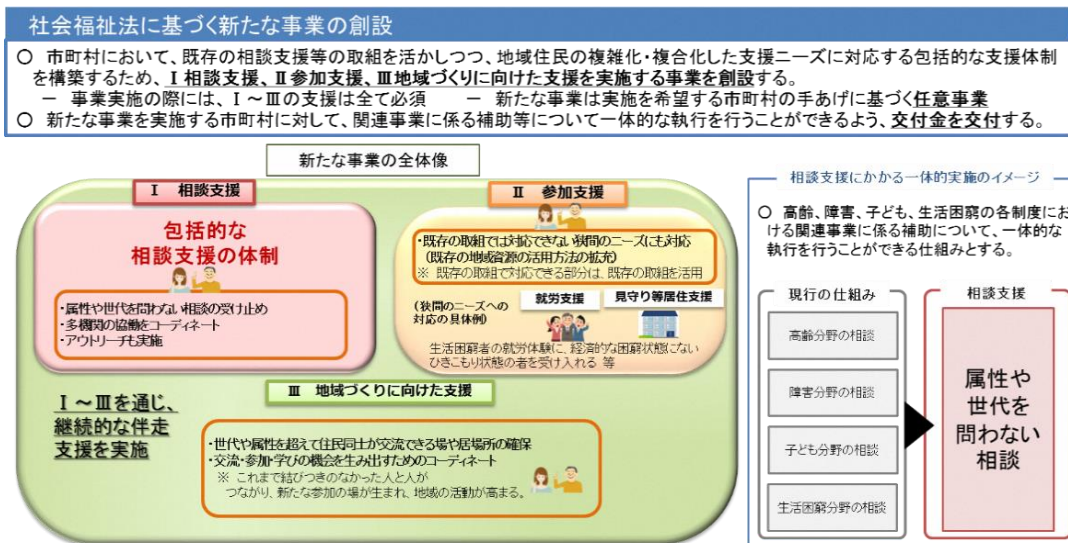 社会福祉法に基づく新たな事業の創設
○ 市町村において、既存の相談支援等の取組を活かしつつ、地域住民の複雑化・複合化した支援ニーズに対応する包括的な支援体制
を構築するため、Ⅰ相談支援、Ⅱ参加支援、Ⅲ地域づくりに向けた支援を実施する事業を創設する。
－ 事業実施の際には、Ⅰ～Ⅲの支援は全て必須 － 新たな事業は実施を希望する市町村の手あげに基づく任意事業
○ 新たな事業を実施する市町村に対して、関連事業に係る補助等について一体的な執行を行うことができるよう、交付金を交付する。
新たな事業の全体像
Ⅰ 相談支援
包括的な
相談支援の体制
・属性や世代を問わない相談の受け止め
・多機関の協働をコーディネート
・アウトリーチも実施
Ⅱ 参加支援
・既存の取組では対応できない狭間のニーズにも対応
(既存の地域資源の活用方法の拡充)
※ 既存の取組で対応できる部分は、既存の取組を活用
(狭間のニーズへの
対応の具体例)
就労支援
見守り等居住支援
生活困窮者の就労体験に、経済的な困窮状態にない
ひきこもり状態の者を受け入れる 等
Ⅲ 地域づくりに向けた支援
Ⅰ～Ⅲを通じ、
継続的な伴走
支援を実施
・世代や属性を超えて住民同士が交流できる場や居場所の確保
・交流・参加・学びの機会を生み出すためのコーディネート
※ これまで結びつきのなかった人と人が
つながり、新たな参加の場が生まれ、地域の活動が高まる。
相談支援にかかる一体的実施のイメージ
○ 高齢、障害、子ども、生活困窮の各制度にお
ける関連事業に係る補助について、一体的な
執行を行うことができる仕組みとする。
現行の仕組み
高齢分野の相談
障害分野の相談
子ども分野の相談
生活困窮分野の相談
相談支援
属性や
世代を
問わない
相談